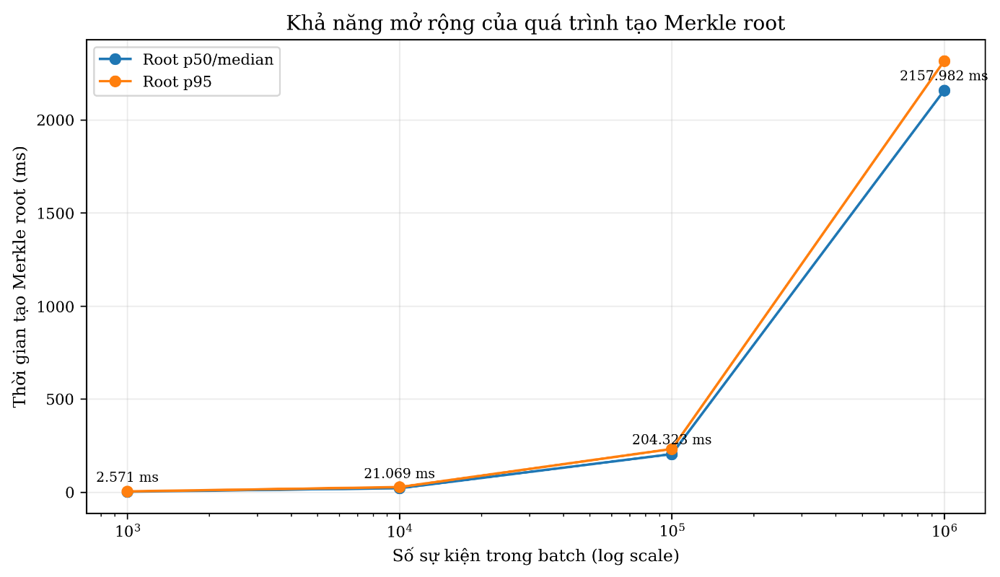 Khả năng mở rộng của quá trình tạo Merkle root
Root p50/median
Root p95
Thời gian tạo Merkle root (ms)
2000
1500
1000
500
0
2.571 ms
21.069 ms
204.323 ms
2157.982 ms
10³
10⁴
10⁵
10⁶
Số sự kiện trong batch (log scale)